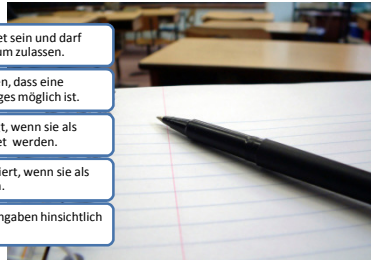 et sein und darf
um zulassen.
en, dass eine
ges möglich ist.
t, wenn sie als
et werden.
iert, wenn sie als
.
ngaben hinsichtlich